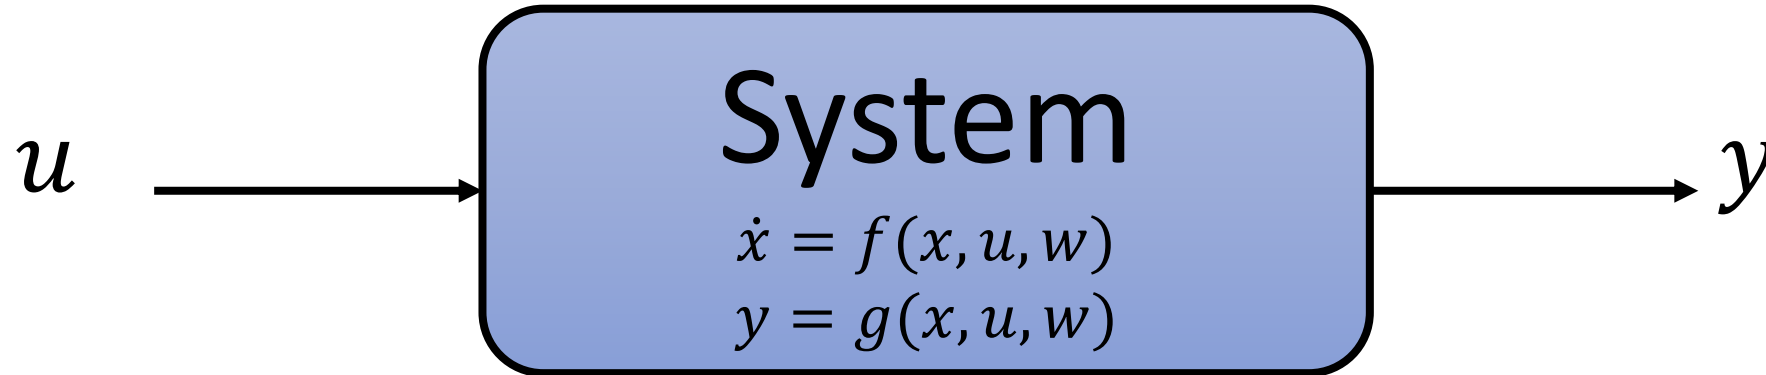 System
u
y
ẋ = f(x, u, w)
y = g(x, u, w)